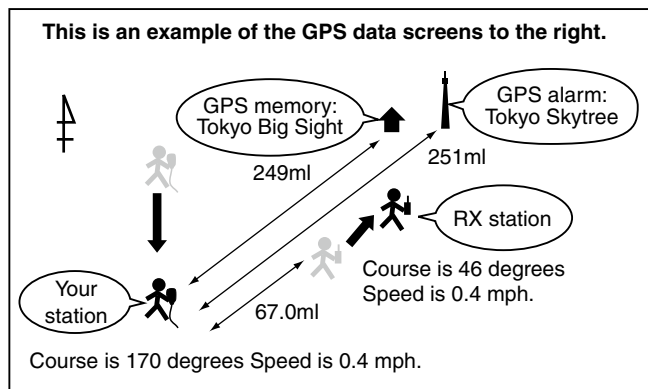 This is an example of the GPS data screens to the right.
GPS memory:
Tokyo Big Sight
GPS alarm:
Tokyo Skytree
249ml
251ml
RX station
Course is 46 degrees
Speed is 0.4 mph.
Your
station
67.0ml
Course is 170 degrees Speed is 0.4 mph.